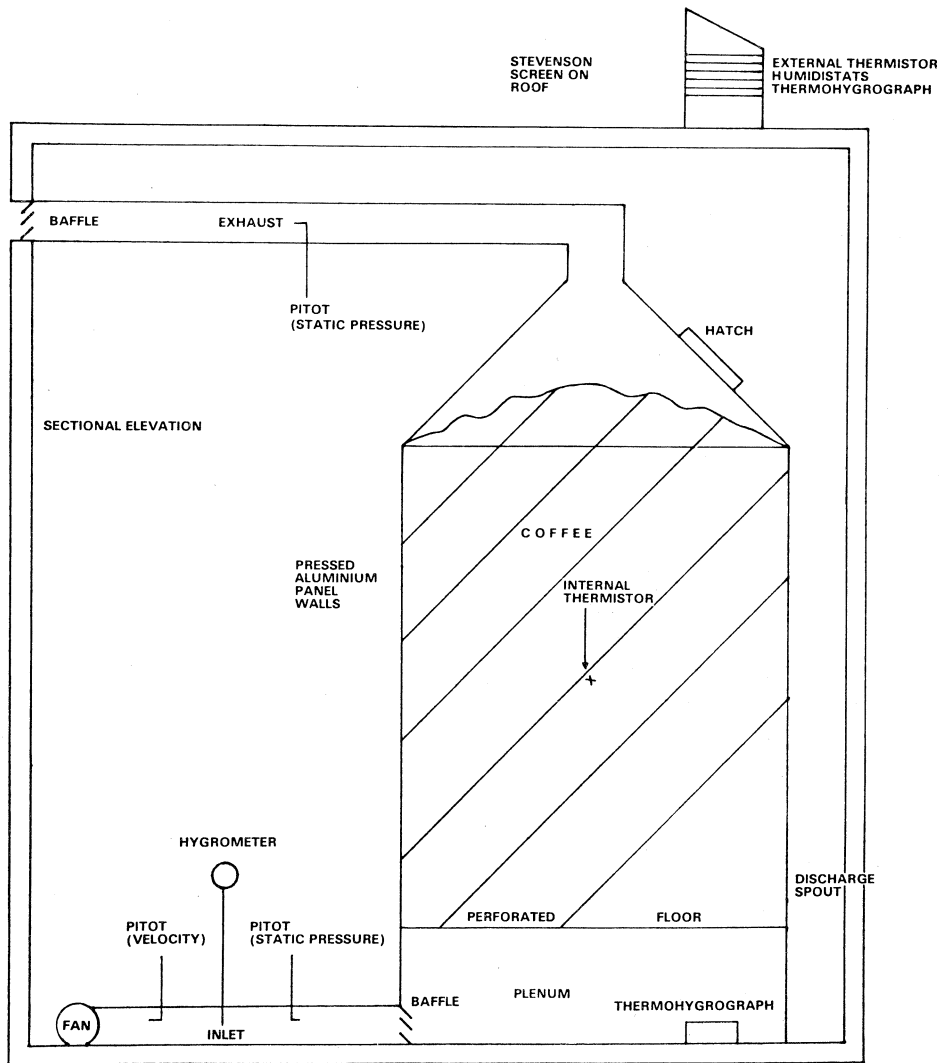 STEVENSON
SCREEN ON
ROOF
EXTERNAL THERMISTOR
HUMIDISTATS
THERMOHYGROGRAPH
BAFFLE
EXHAUST
PITOT
(STATIC PRESSURE)
HATCH
SECTIONAL ELEVATION
COFFEE
PRESSED
ALUMINIUM
PANEL
WALLS
INTERNAL
THERMISTOR
HYGROMETER
DISCHARGE
SPOUT
PERFORATED FLOOR
PITOT
(VELOCITY)
PITOT
(STATIC PRESSURE)
BAFFLE
PLENUM
THERMOHYGROGRAPH
FAN
INLET